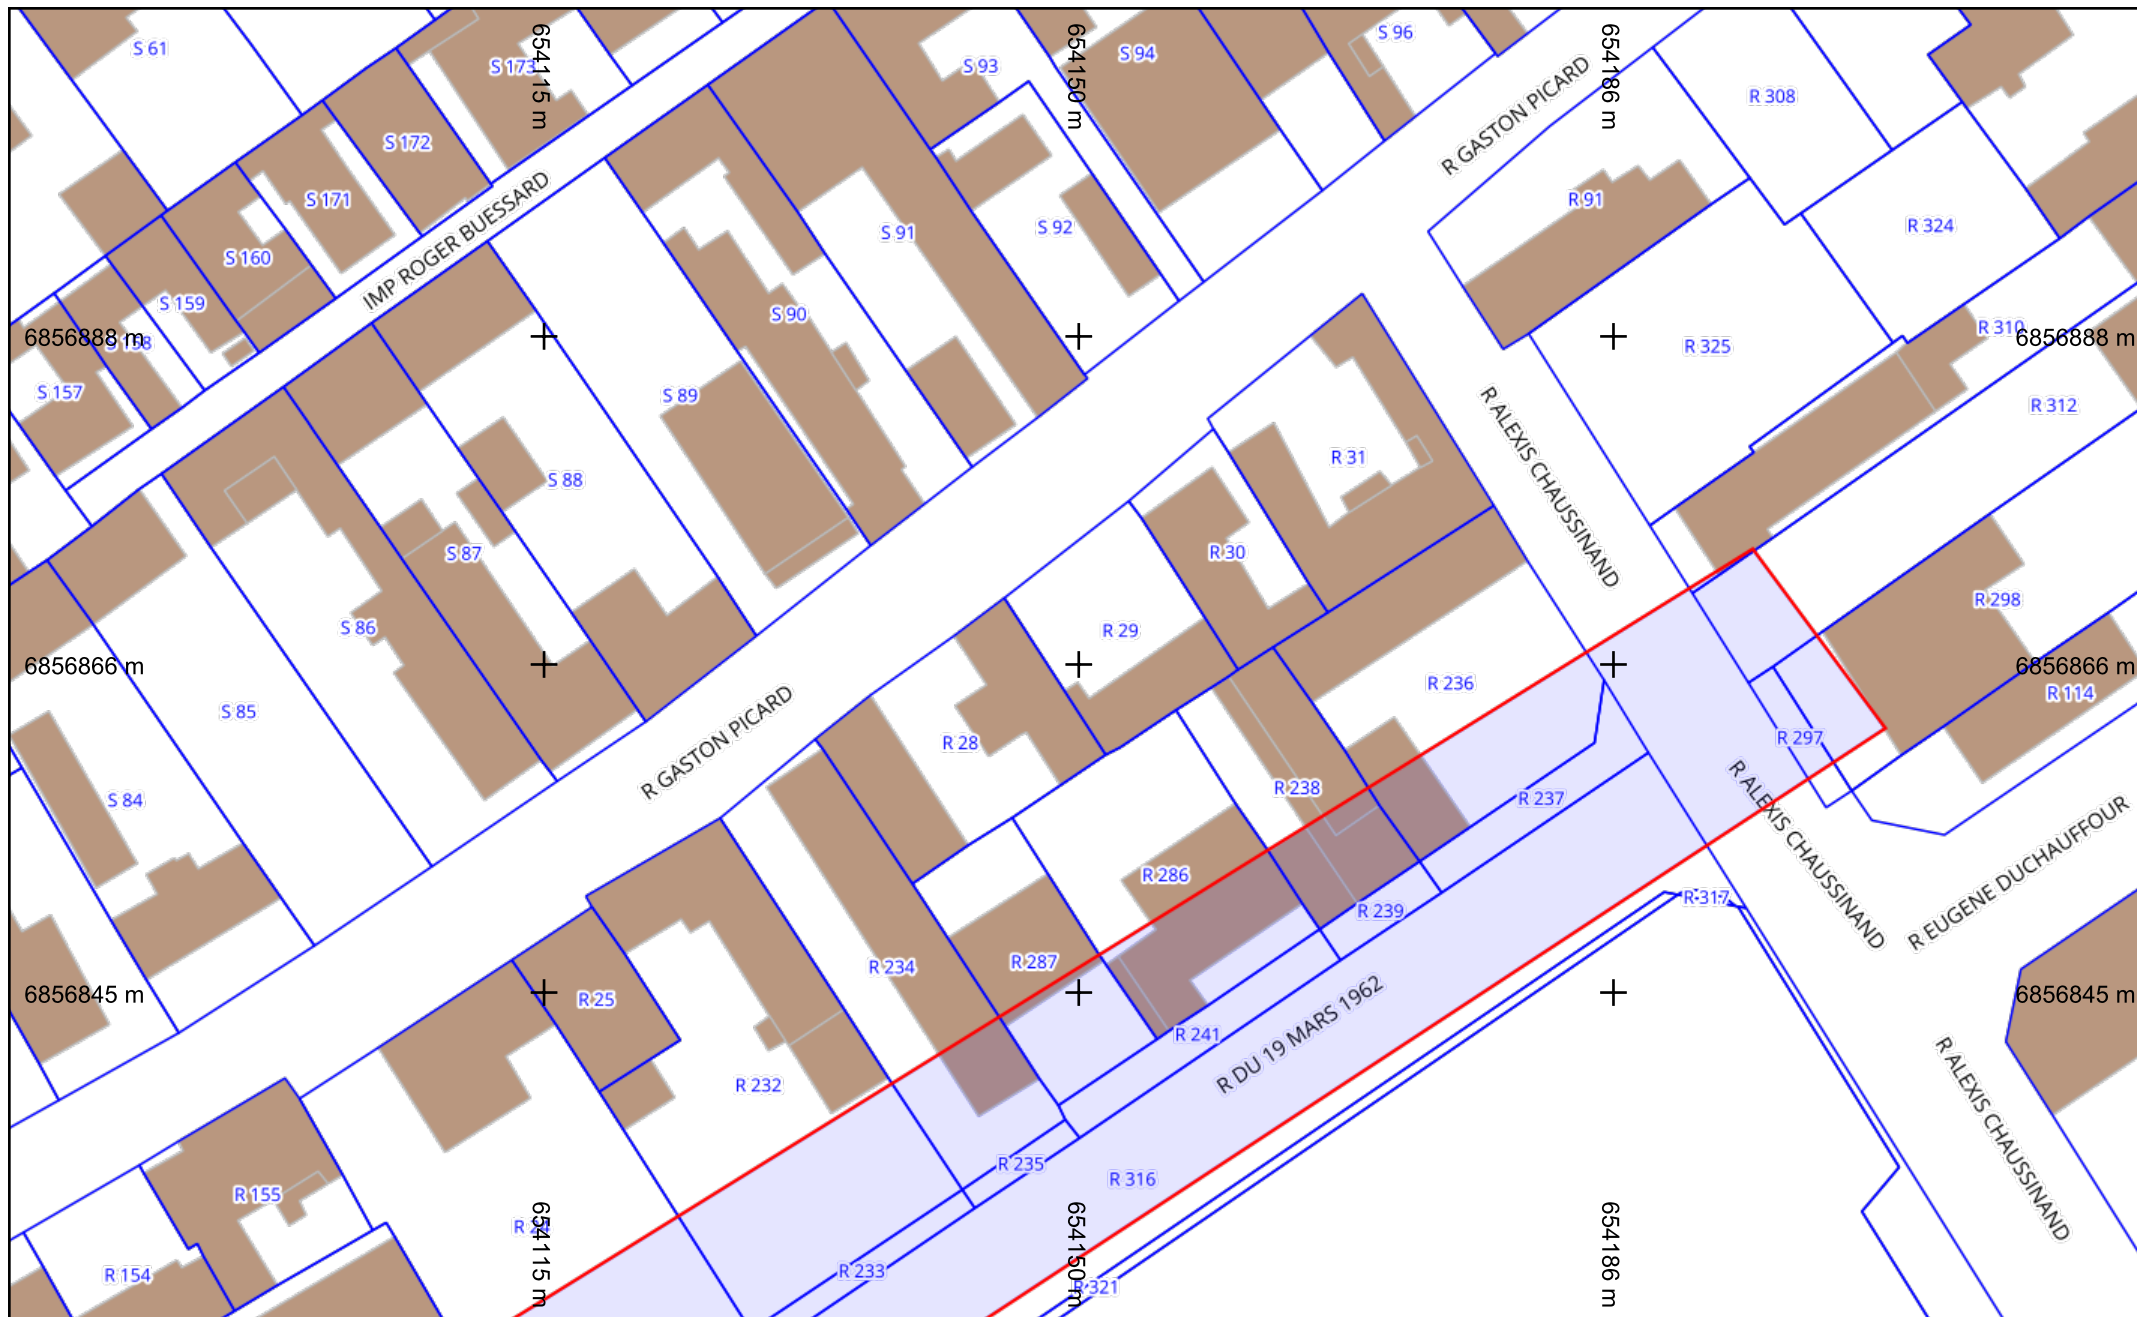 S 61
S 173
654115 m
S 93
654150 m
S 94
S 96
654186 m
R GASTON PICARD
R 308
S 172
S 171
R 91
R 324
IMP ROGER BUESSARD
S 160
S 92
S 91
S 159
S 90
6856888 m
S 158
R 325
R 310
6856888 m
S 157
S 89
R 312
R ALEXIS CHAUSSINAND
R 31
S 88
S 87
R 30
R 298
S 86
R 29
6856866 m
R 236
6856866 m
R 114
S 85
R GASTON PICARD
R 28
R 297
S 84
R 238
R 237
R ALEXIS CHAUSSINAND
R EUGENE DUCHAUFFOUR
R 286
R 239
R 317
R 234
R 287
6856845 m
R 25
6856845 m
R 241
R DU 19 MARS 1962
R 232
R ALEXIS CHAUSSINAND
R 235
R 316
R 155
654115 m
654150 m
654186 m
R 154
R 233
R 321